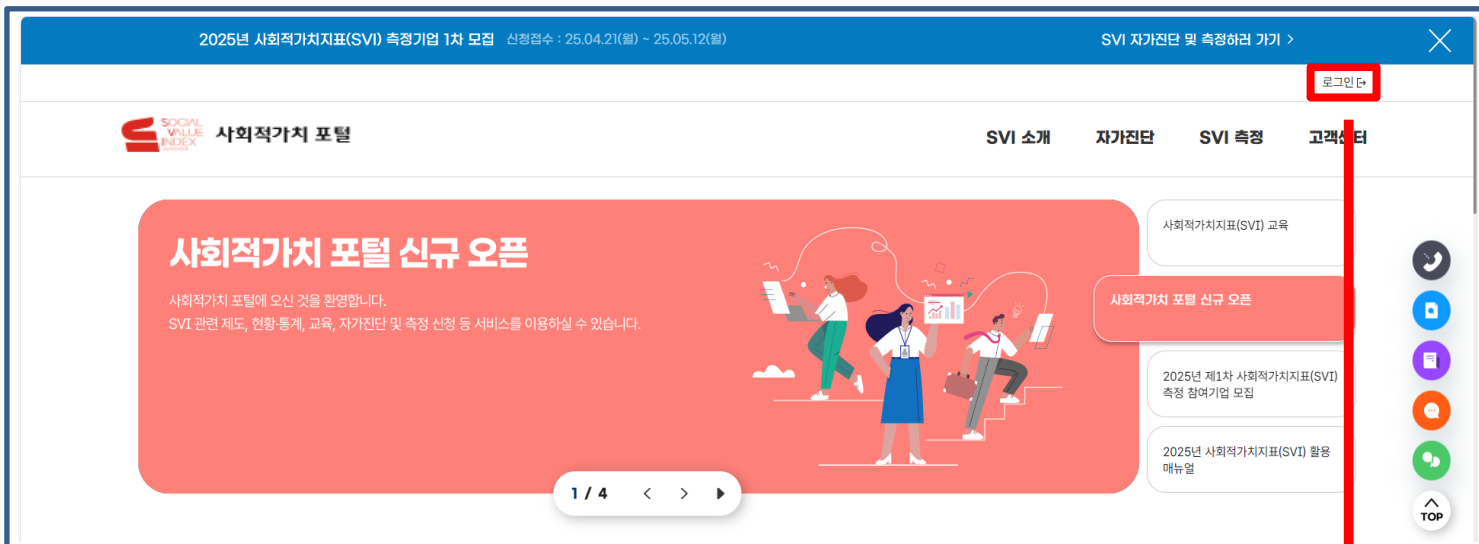 2025년 사회적가치지표(SVI) 측정기업 1차 모집 신청접수 : 25.04.21(월) ~ 25.05.12(월) SVI 자가진단 및 측정하러 가기 >
로그인
SOCIAL
VALUE
INDEX
사회적가치 포털
SVI 소개 자가진단 SVI 측정 고객센터
사회적가치 포털 신규 오픈
사회적가치 포털에 오신 것을 환영합니다.
SVI 관련 제도, 현황·통계, 교육, 자가진단 및 측정 신청 등 서비스를 이용하실 수 있습니다.
사회적가치지표(SVI) 교육
사회적가치 포털 신규 오픈
2025년 제1차 사회적가치지표(SVI)
측정 참여기업 모집
2025년 사회적가치지표(SVI) 활용
매뉴얼
1 / 4 < >
TOP